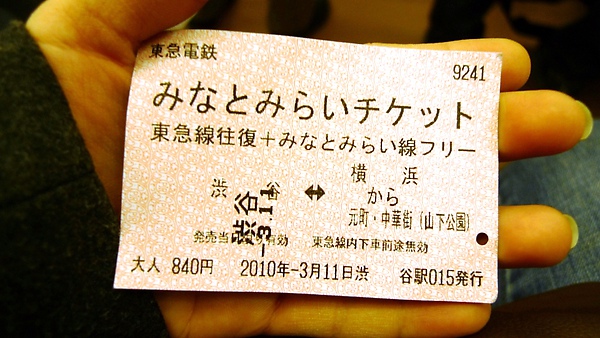 東急電鉄
9241
みなとみらいチケット
東急線往復+みなとみらい線フリー
渋谷 ⬌ 横浜
から
元町・中華街(山下公園)
渋谷
-3.11
発売当 有効 東急線内下車前途無効
大人 840円 2010年-3月11日渋 谷駅015発行